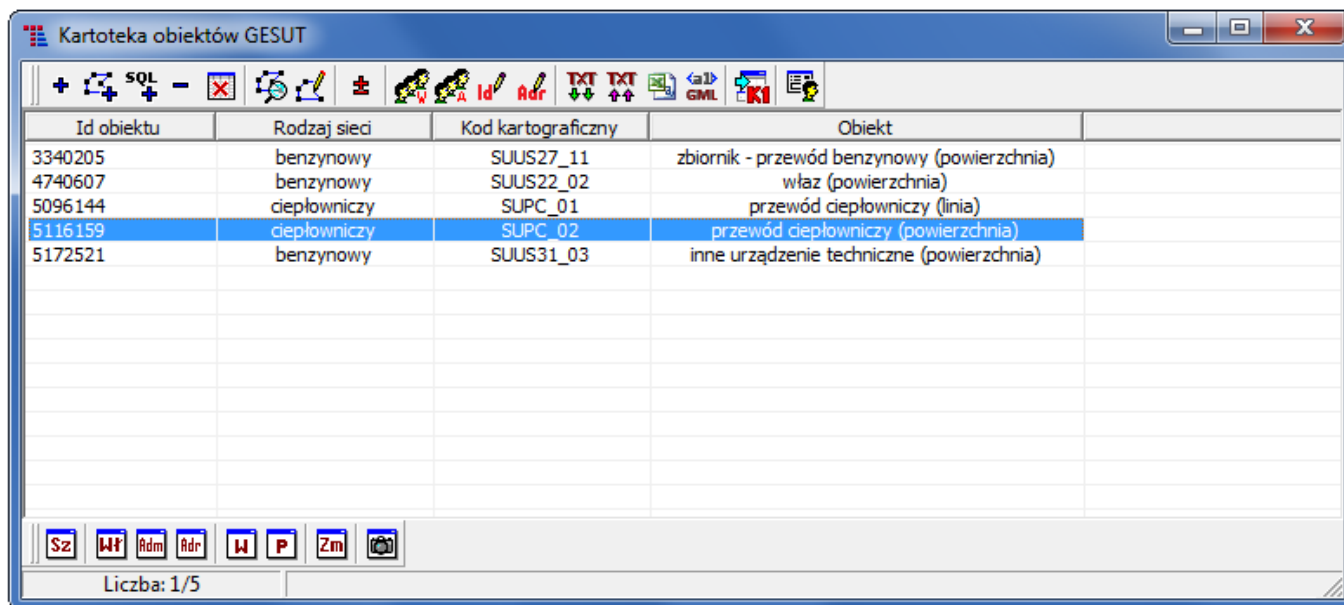 Kartoteka obiektów GESUT
SQL W A Id Adr TXT TXT <a1> GML K1
Id obiektu Rodzaj sieci Kod kartograficzny Obiekt
3340205 benzynowy SUUS27_11 zbiornik - przewód benzynowy (powierzchnia)
4740607 benzynowy SUUS22_02 właz (powierzchnia)
5096144 ciepłowniczy SUPC_01 przewód ciepłowniczy (linia)
5116159 ciepłowniczy SUPC_02 przewód ciepłowniczy (powierzchnia)
5172521 benzynowy SUUS31_03 inne urządzenie techniczne (powierzchnia)
Sz Wł Adm Adr W P Zm
Liczba: 1/5